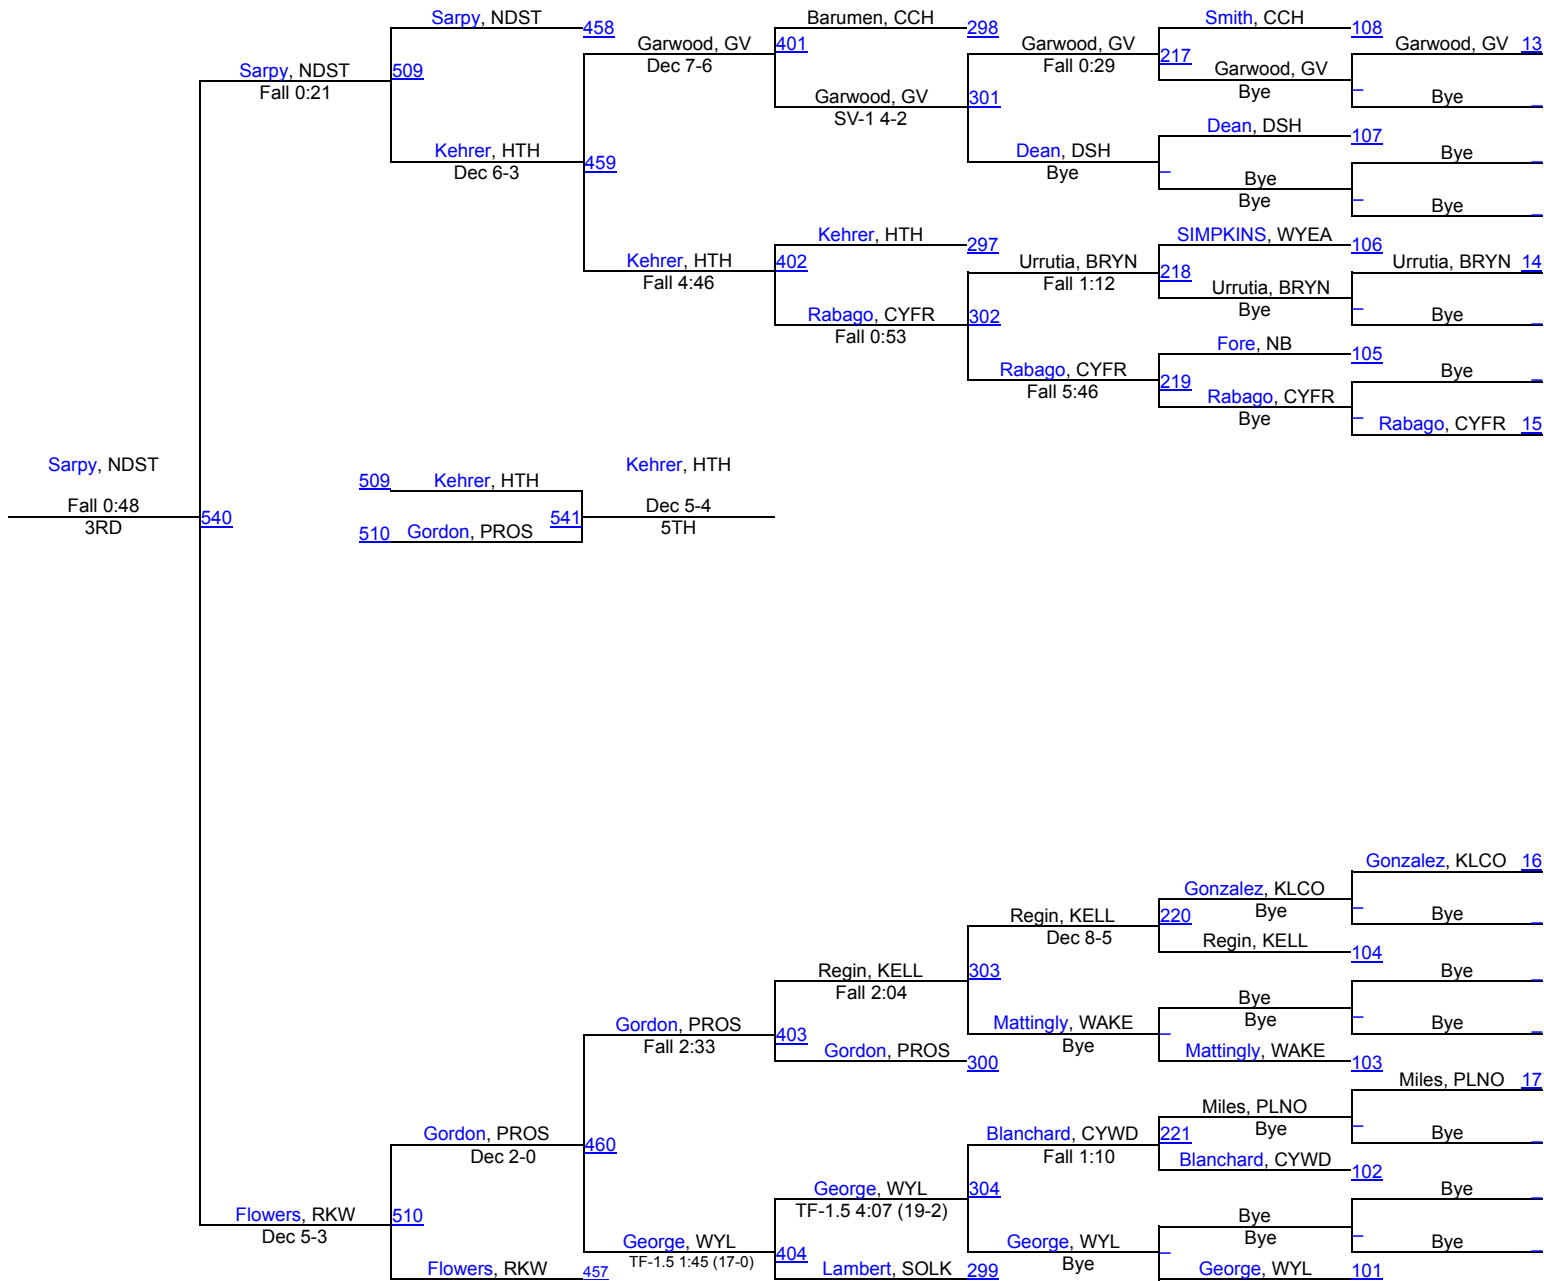 Sarpy, NDST
458
Barumen, CCH
298
Smith, CCH
108
Garwood, GV
Dec 7-6
401
Garwood, GV
Fall 0:29
217
Garwood, GV 13
Sarpy, NDST
Fall 0:21
509
Garwood, GV
Bye
Garwood, GV
SV-1 4-2
301
Bye
Dean, DSH
107
Kehrer, HTH
Dec 6-3
459
Dean, DSH
Bye
Bye
Bye
Bye
Bye
Kehrer, HTH
297
SIMPKINS, WYEA
106
Kehrer, HTH
Fall 4:46
402
Urrutia, BRYN
Fall 1:12
218
Urrutia, BRYN 14
Urrutia, BRYN
Bye
Rabago, CYFR
Fall 0:53
302
Bye
Fore, NB
105
Rabago, CYFR
Fall 5:46
219
Bye
Rabago, CYFR
Bye
Rabago, CYFR 15
Sarpy, NDST
Kehrer, HTH
509 Kehrer, HTH
Fall 0:48
3RD
540
541
Dec 5-4
5TH
510 Gordon, PROS
Gonzalez, KLCO 16
Gonzalez, KLCO
Bye
Regin, KELL
Dec 8-5
220
Bye
Regin, KELL
104
Regin, KELL
Fall 2:04
303
Bye
Bye
Bye
Gordon, PROS
Fall 2:33
403
Mattingly, WAKE
Bye
Bye
Gordon, PROS
300
Mattingly, WAKE
103
Miles, PLNO 17
Miles, PLNO
Bye
Gordon, PROS
Dec 2-0
460
Blanchard, CYWD
Fall 1:10
221
Bye
Blanchard, CYWD
102
George, WYL
TF-1.5 4:07 (19-2)
304
Bye
Flowers, RKW
Dec 5-3
510
Bye
Bye
George, WYL
TF-1.5 1:45 (17-0)
404
George, WYL
Bye
Bye
Flowers, RKW
457
Lambert, SOLK
299
George, WYL
101